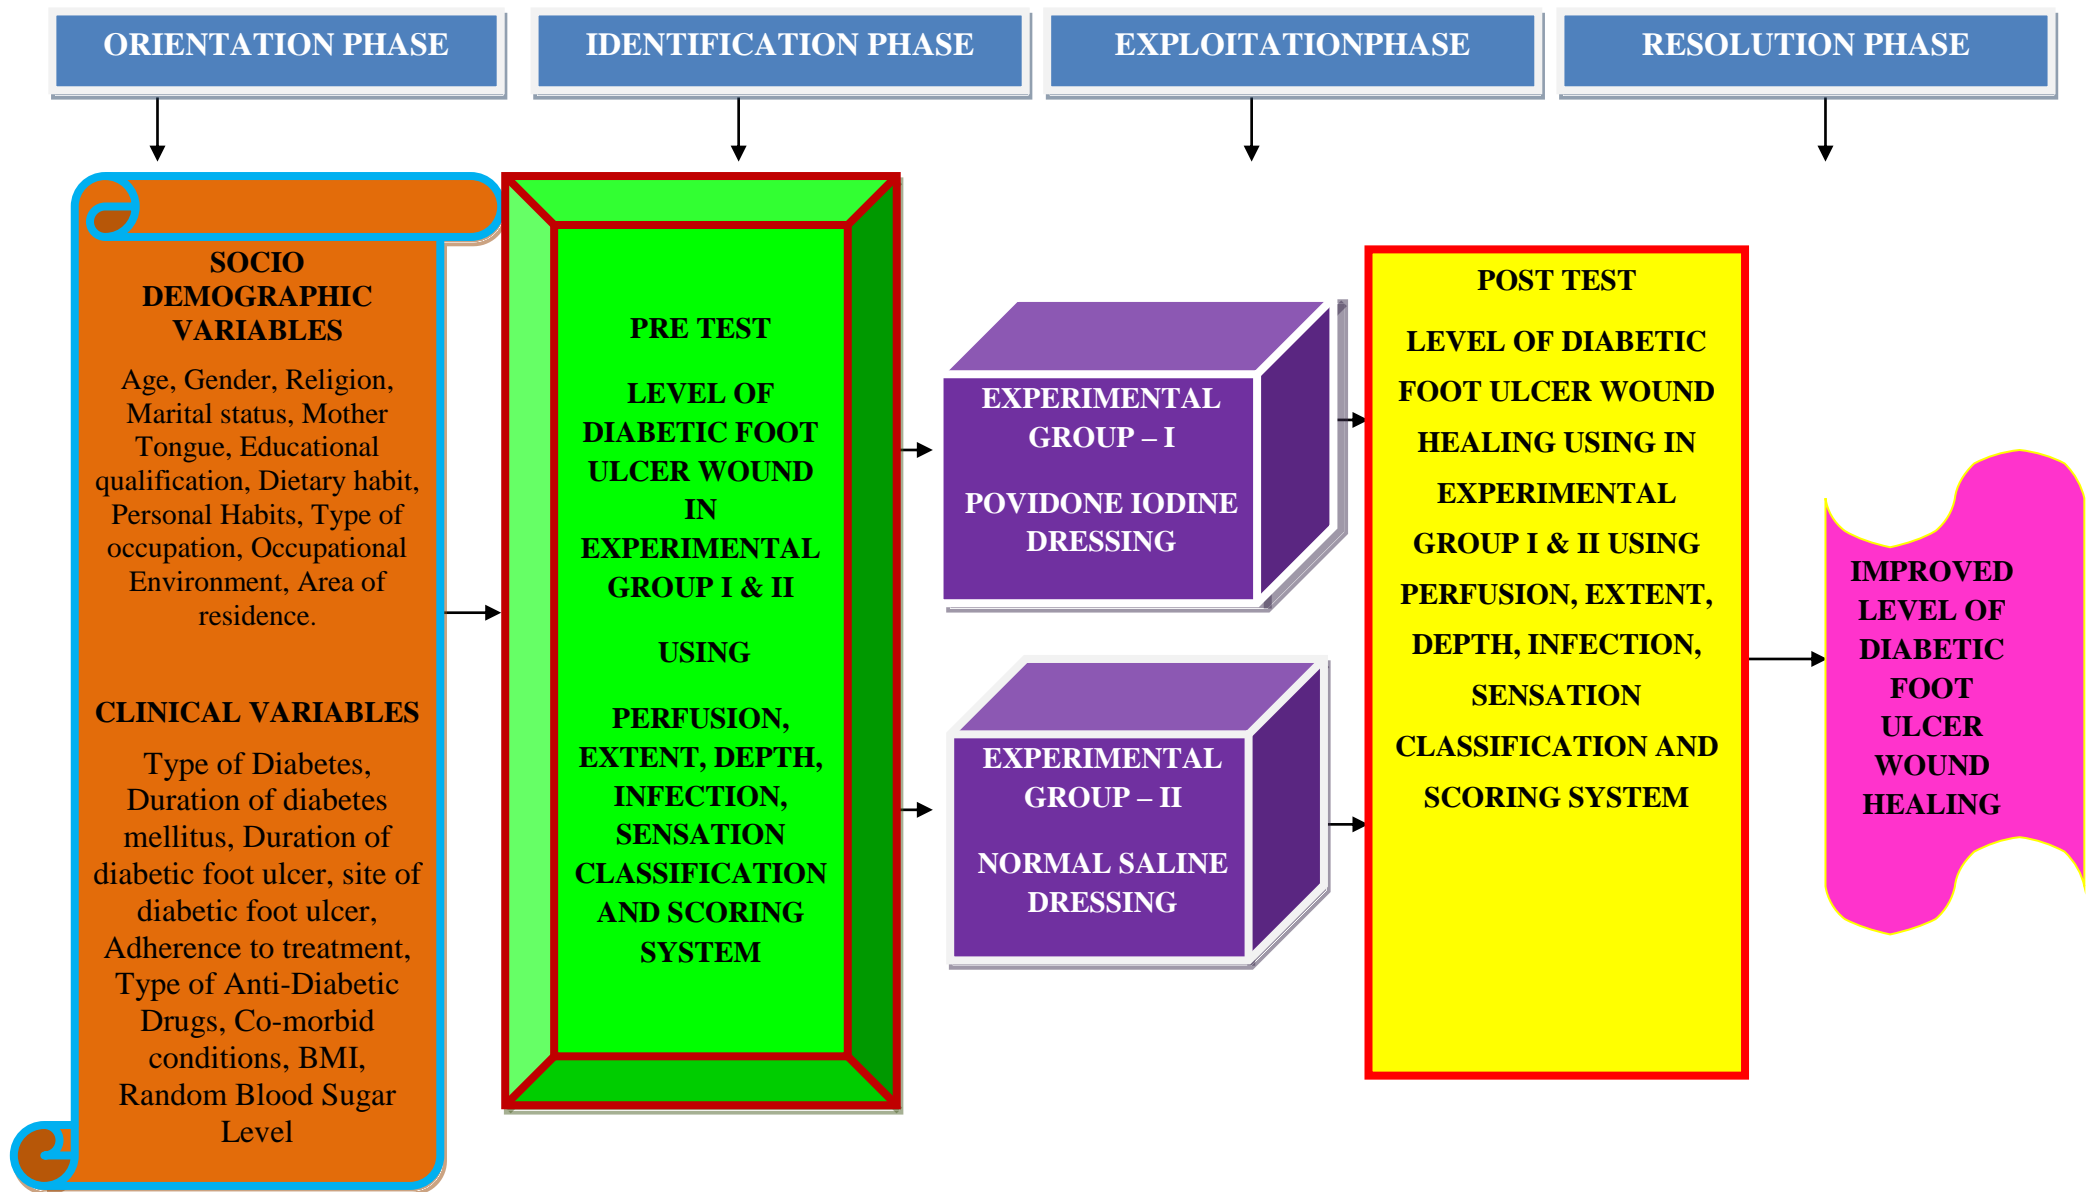 ORIENTATION PHASE
IDENTIFICATION PHASE
EXPLOITATIONPHASE
RESOLUTION PHASE
SOCIO
DEMOGRAPHIC
VARIABLES
Age, Gender, Religion,
Marital status, Mother
Tongue, Educational
qualification, Dietary habit,
Personal Habits, Type of
occupation, Occupational
Environment, Area of
residence.
CLINICAL VARIABLES
Type of Diabetes,
Duration of diabetes
mellitus, Duration of
diabetic foot ulcer, site of
diabetic foot ulcer,
Adherence to treatment,
Type of Anti-Diabetic
Drugs, Co-morbid
conditions, BMI,
Random Blood Sugar
Level
PRE TEST
LEVEL OF
DIABETIC FOOT
ULCER WOUND
IN
EXPERIMENTAL
GROUP I & II
USING
PERFUSION,
EXTENT, DEPTH,
INFECTION,
SENSATION
CLASSIFICATION
AND SCORING
SYSTEM
EXPERIMENTAL
GROUP – I
POVIDONE IODINE
DRESSING
EXPERIMENTAL
GROUP – II
NORMAL SALINE
DRESSING
POST TEST
LEVEL OF DIABETIC
FOOT ULCER WOUND
HEALING USING IN
EXPERIMENTAL
GROUP I & II USING
PERFUSION, EXTENT,
DEPTH, INFECTION,
SENSATION
CLASSIFICATION AND
SCORING SYSTEM
IMPROVED
LEVEL OF
DIABETIC
FOOT
ULCER
WOUND
HEALING